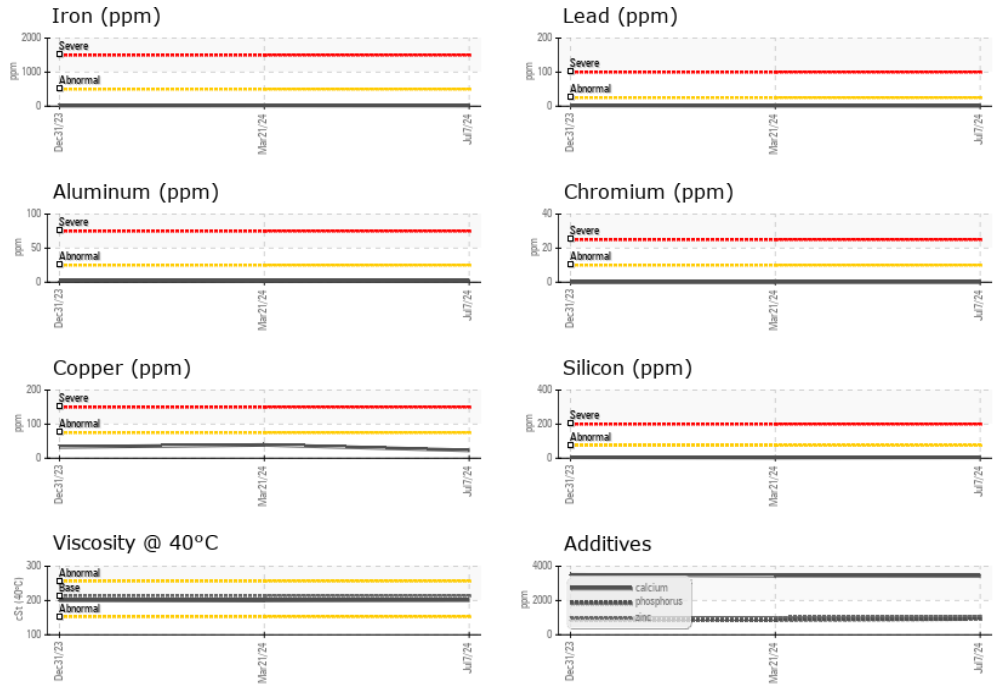 Iron (ppm)
2000
Severe
1000
ppm
Abnormal
0
Dec31/23
Mar21/24
Jul7/24
Lead (ppm)
200
Severe
100
ppm
Abnormal
0
Dec31/23
Mar21/24
Jul7/24
Aluminum (ppm)
100
Severe
50
ppm
Abnormal
0
Dec31/23
Mar21/24
Jul7/24
Chromium (ppm)
40
Severe
20
ppm
Abnormal
0
Dec31/23
Mar21/24
Jul7/24
Copper (ppm)
200
Severe
100
ppm
Abnormal
0
Dec31/23
Mar21/24
Jul7/24
Silicon (ppm)
400
Severe
200
ppm
Abnormal
0
Dec31/23
Mar21/24
Jul7/24
Viscosity @ 40°C
300
Abnormal
Base
200
cSt (40°C)
Abnormal
100
Dec31/23
Mar21/24
Jul7/24
Additives
4000
calcium
2000
ppm
phosphorus
zinc
0
Dec31/23
Mar21/24
Jul7/24